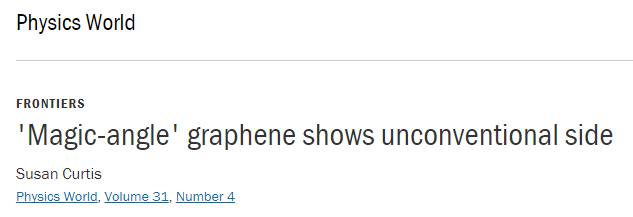 Physics World
FRONTIERS
'Magic-angle' graphene shows unconventional side
Susan Curtis
Physics World, Volume 31, Number 4